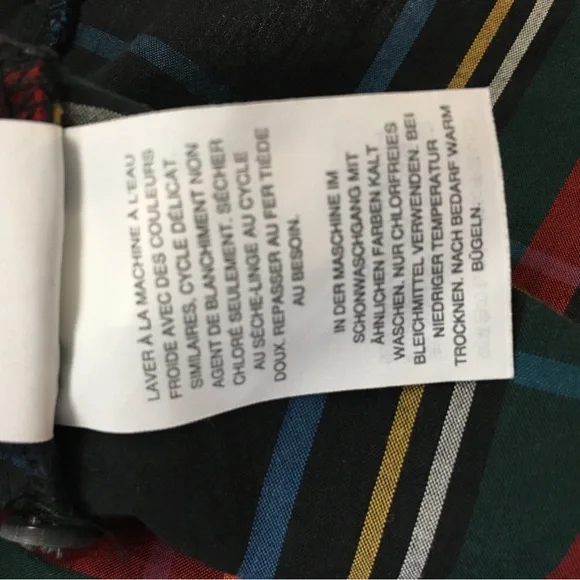 LAVER À LA MACHINE À L'EAU
FROIDE AVEC DES COULEURS
SIMILAIRES, CYCLE DÉLICAT
AGENT DE BLANCHIMENT NON
CHLORÉ SEULEMENT. SÉCHER
AU SÈCHE-LINGE AU CYCLE
DOUX. REPASSER AU FER TIÈDE
AU BESOIN.
IN DER MASCHINE IM
SCHONWASCHGANG MIT
ÄHNLICHEN FARBEN KALT
WASCHEN. NUR CHLORFREIES
BLEICHMITTEL VERWENDEN. BEI
NIEDRIGER TEMPERATUR
TROCKNEN. NACH BEDARF WARM
BÜGELN.